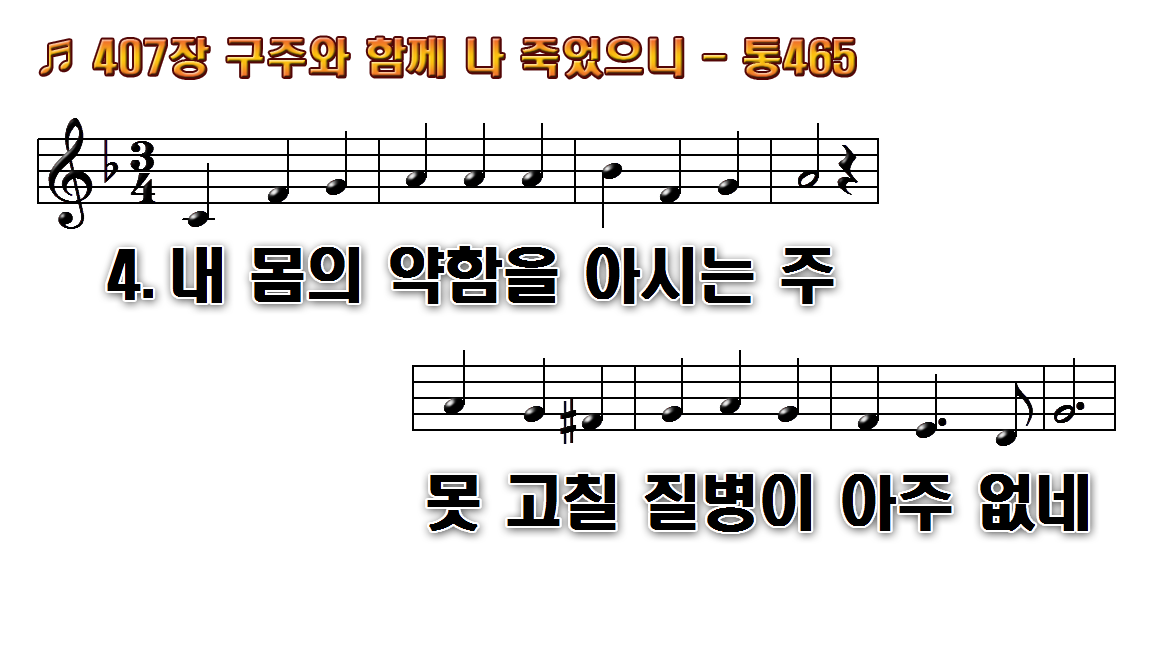 ♬ 407장 구주와 함께 나 죽었으니 - 통465
4. 내 몸의 약함을 아시는 주
못 고칠 질병이 아주 없네